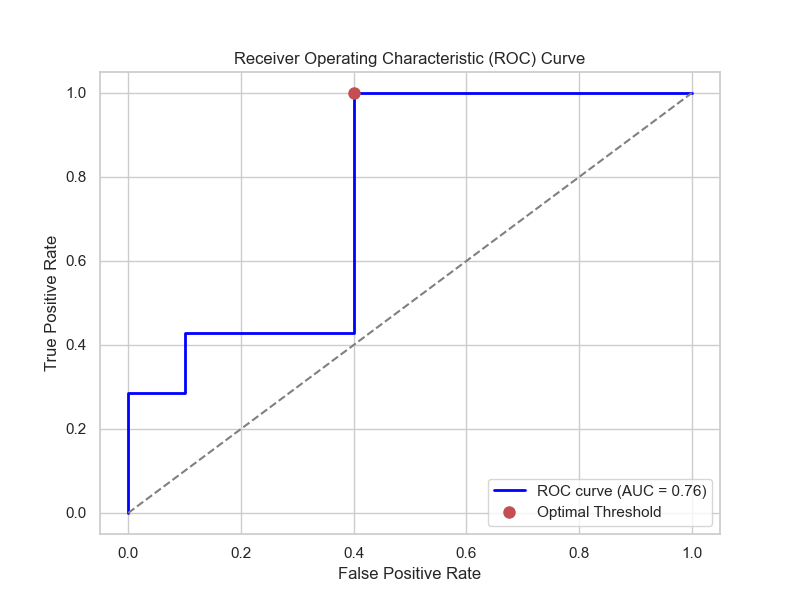 Receiver Operating Characteristic (ROC) Curve
1.0
0.8
0.6
0.4
0.2
0.0
True Positive Rate
0.0 0.2 0.4 0.6 0.8 1.0
False Positive Rate
ROC curve (AUC = 0.76)
Optimal Threshold